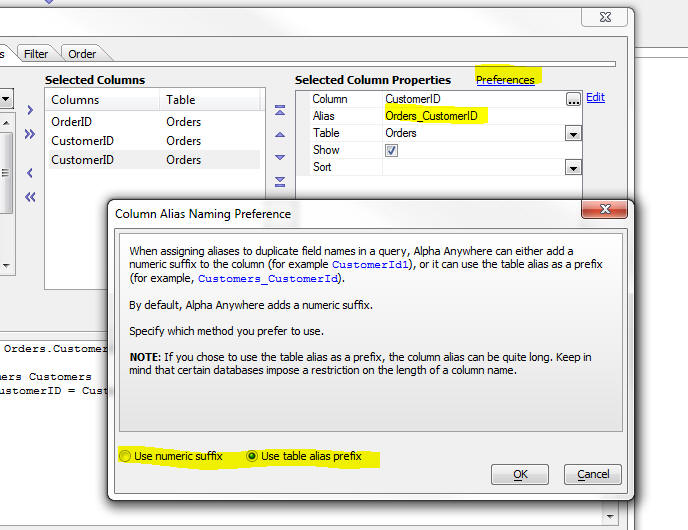 s Filter Order
Selected Columns
Columns Table
OrderID Orders
CustomerID Orders
CustomerID Orders
Selected Column Properties Preferences
Column CustomerID ... Edit
Alias Orders_CustomerID
Table Orders
Show
Sort
Column Alias Naming Preference
When assigning aliases to duplicate field names in a query, Alpha Anywhere can either add a
numeric suffix to the column (for example CustomerId1), or it can use the table alias as a prefix
(for example, Customers_CustomerId).
By default, Alpha Anywhere adds a numeric suffix.
Specify which method you prefer to use.
NOTE: If you chose to use the table alias as a prefix, the column alias can be quite long. Keep in
mind that certain databases impose a restriction on the length of a column name.
Use numeric suffix Use table alias prefix
OK Cancel
Orders.Custome
mers Customers
ustomerID = Cust